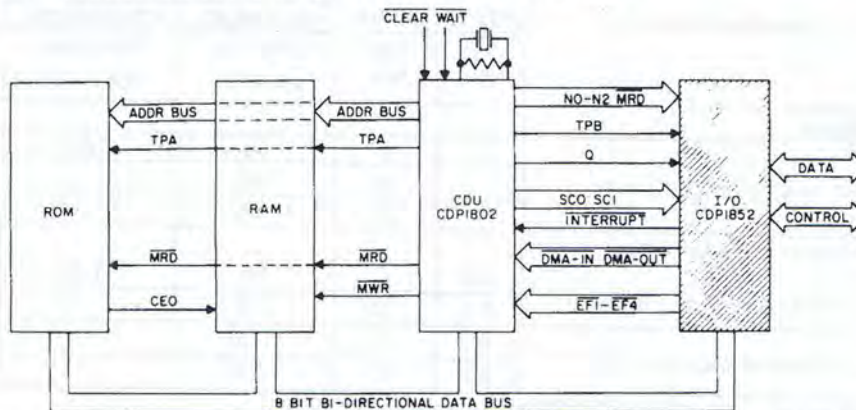 CLEAR WAIT
ADDR BUS
ADDR BUS
TPA
TPA
ROM
RAM
MRD
MRD
MWR
CEO
CDU
CDP1802
NO-N2 MRD
TPB
Q
SCO SCI
INTERRUPT
DMA-IN DMA-OUT
EF1-EF4
I/O
CDP1852
DATA
CONTROL
8 BIT BI-DIRECTIONAL DATA BUS